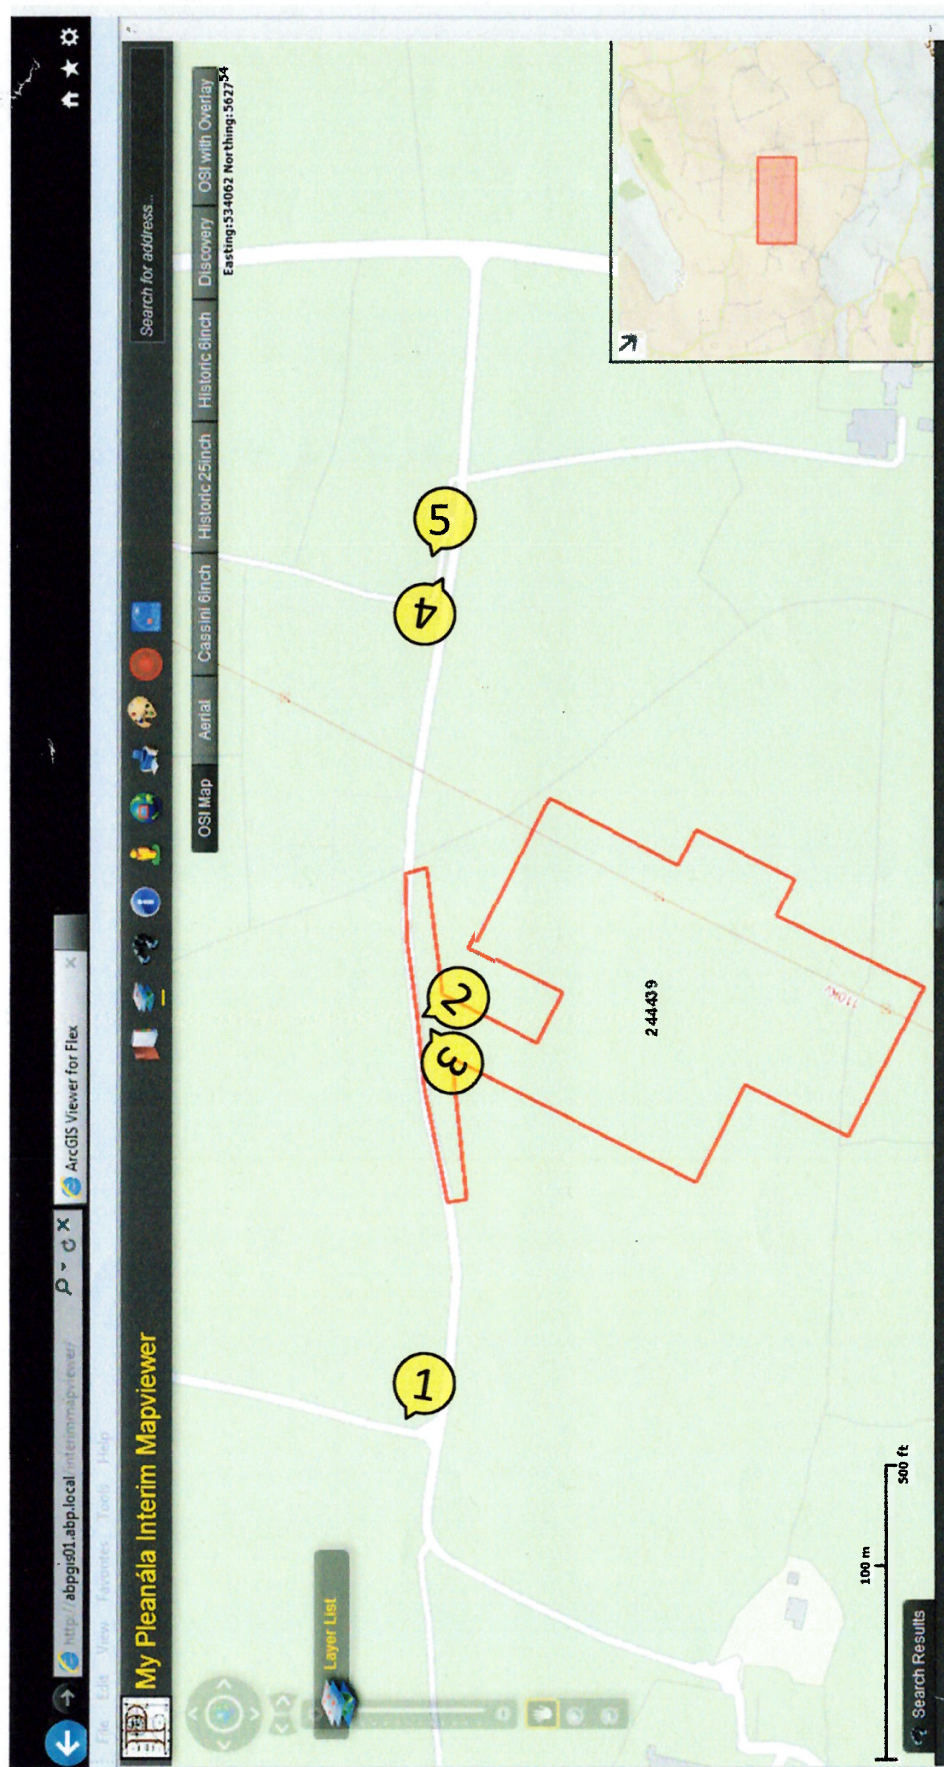 http://abpgis01.abp.local/interimmapviewer/
ArcGIS Viewer for Flex
File Edit View Favorites Tools Help
My Pleanála Interim Mapviewer
Search for address...
OSI Map Aerial Cassini 6inch Historic 25inch Historic 6inch Discovery OSI with Overlay
Easting:534062 Northing:562754
Layer List
1
2
3
4
5
244439
110Kv
100 m
500 ft
Search Results